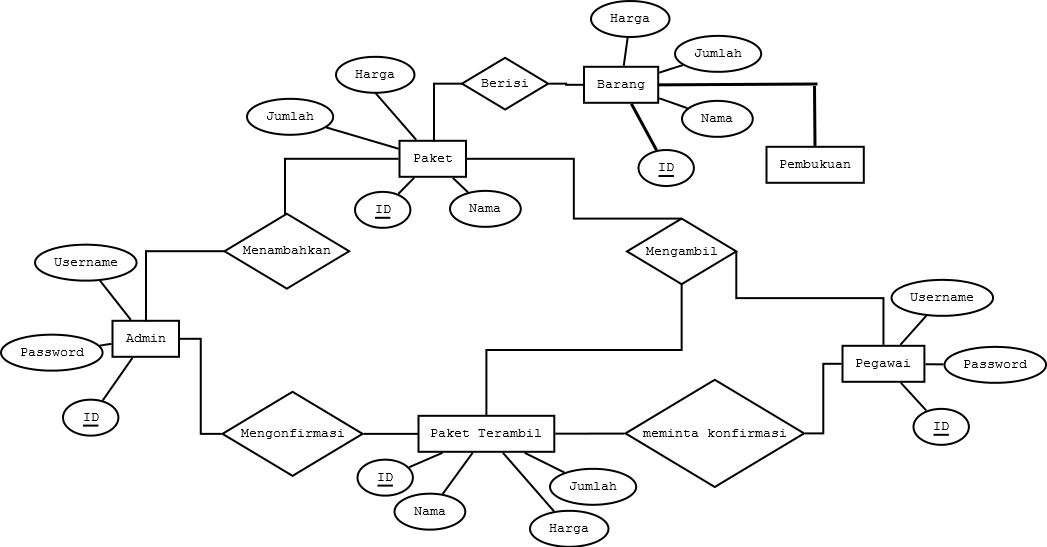 Harga
Jumlah
Harga
Berisi
Barang
Jumlah
Nama
Paket
ID
Pembukuan
ID
Nama
Username
Menambahkan
Mengambil
Username
Password
Admin
Pegawai
Password
ID
Mengonfirmasi
Paket Terambil
meminta konfirmasi
ID
ID
Jumlah
Nama
Harga